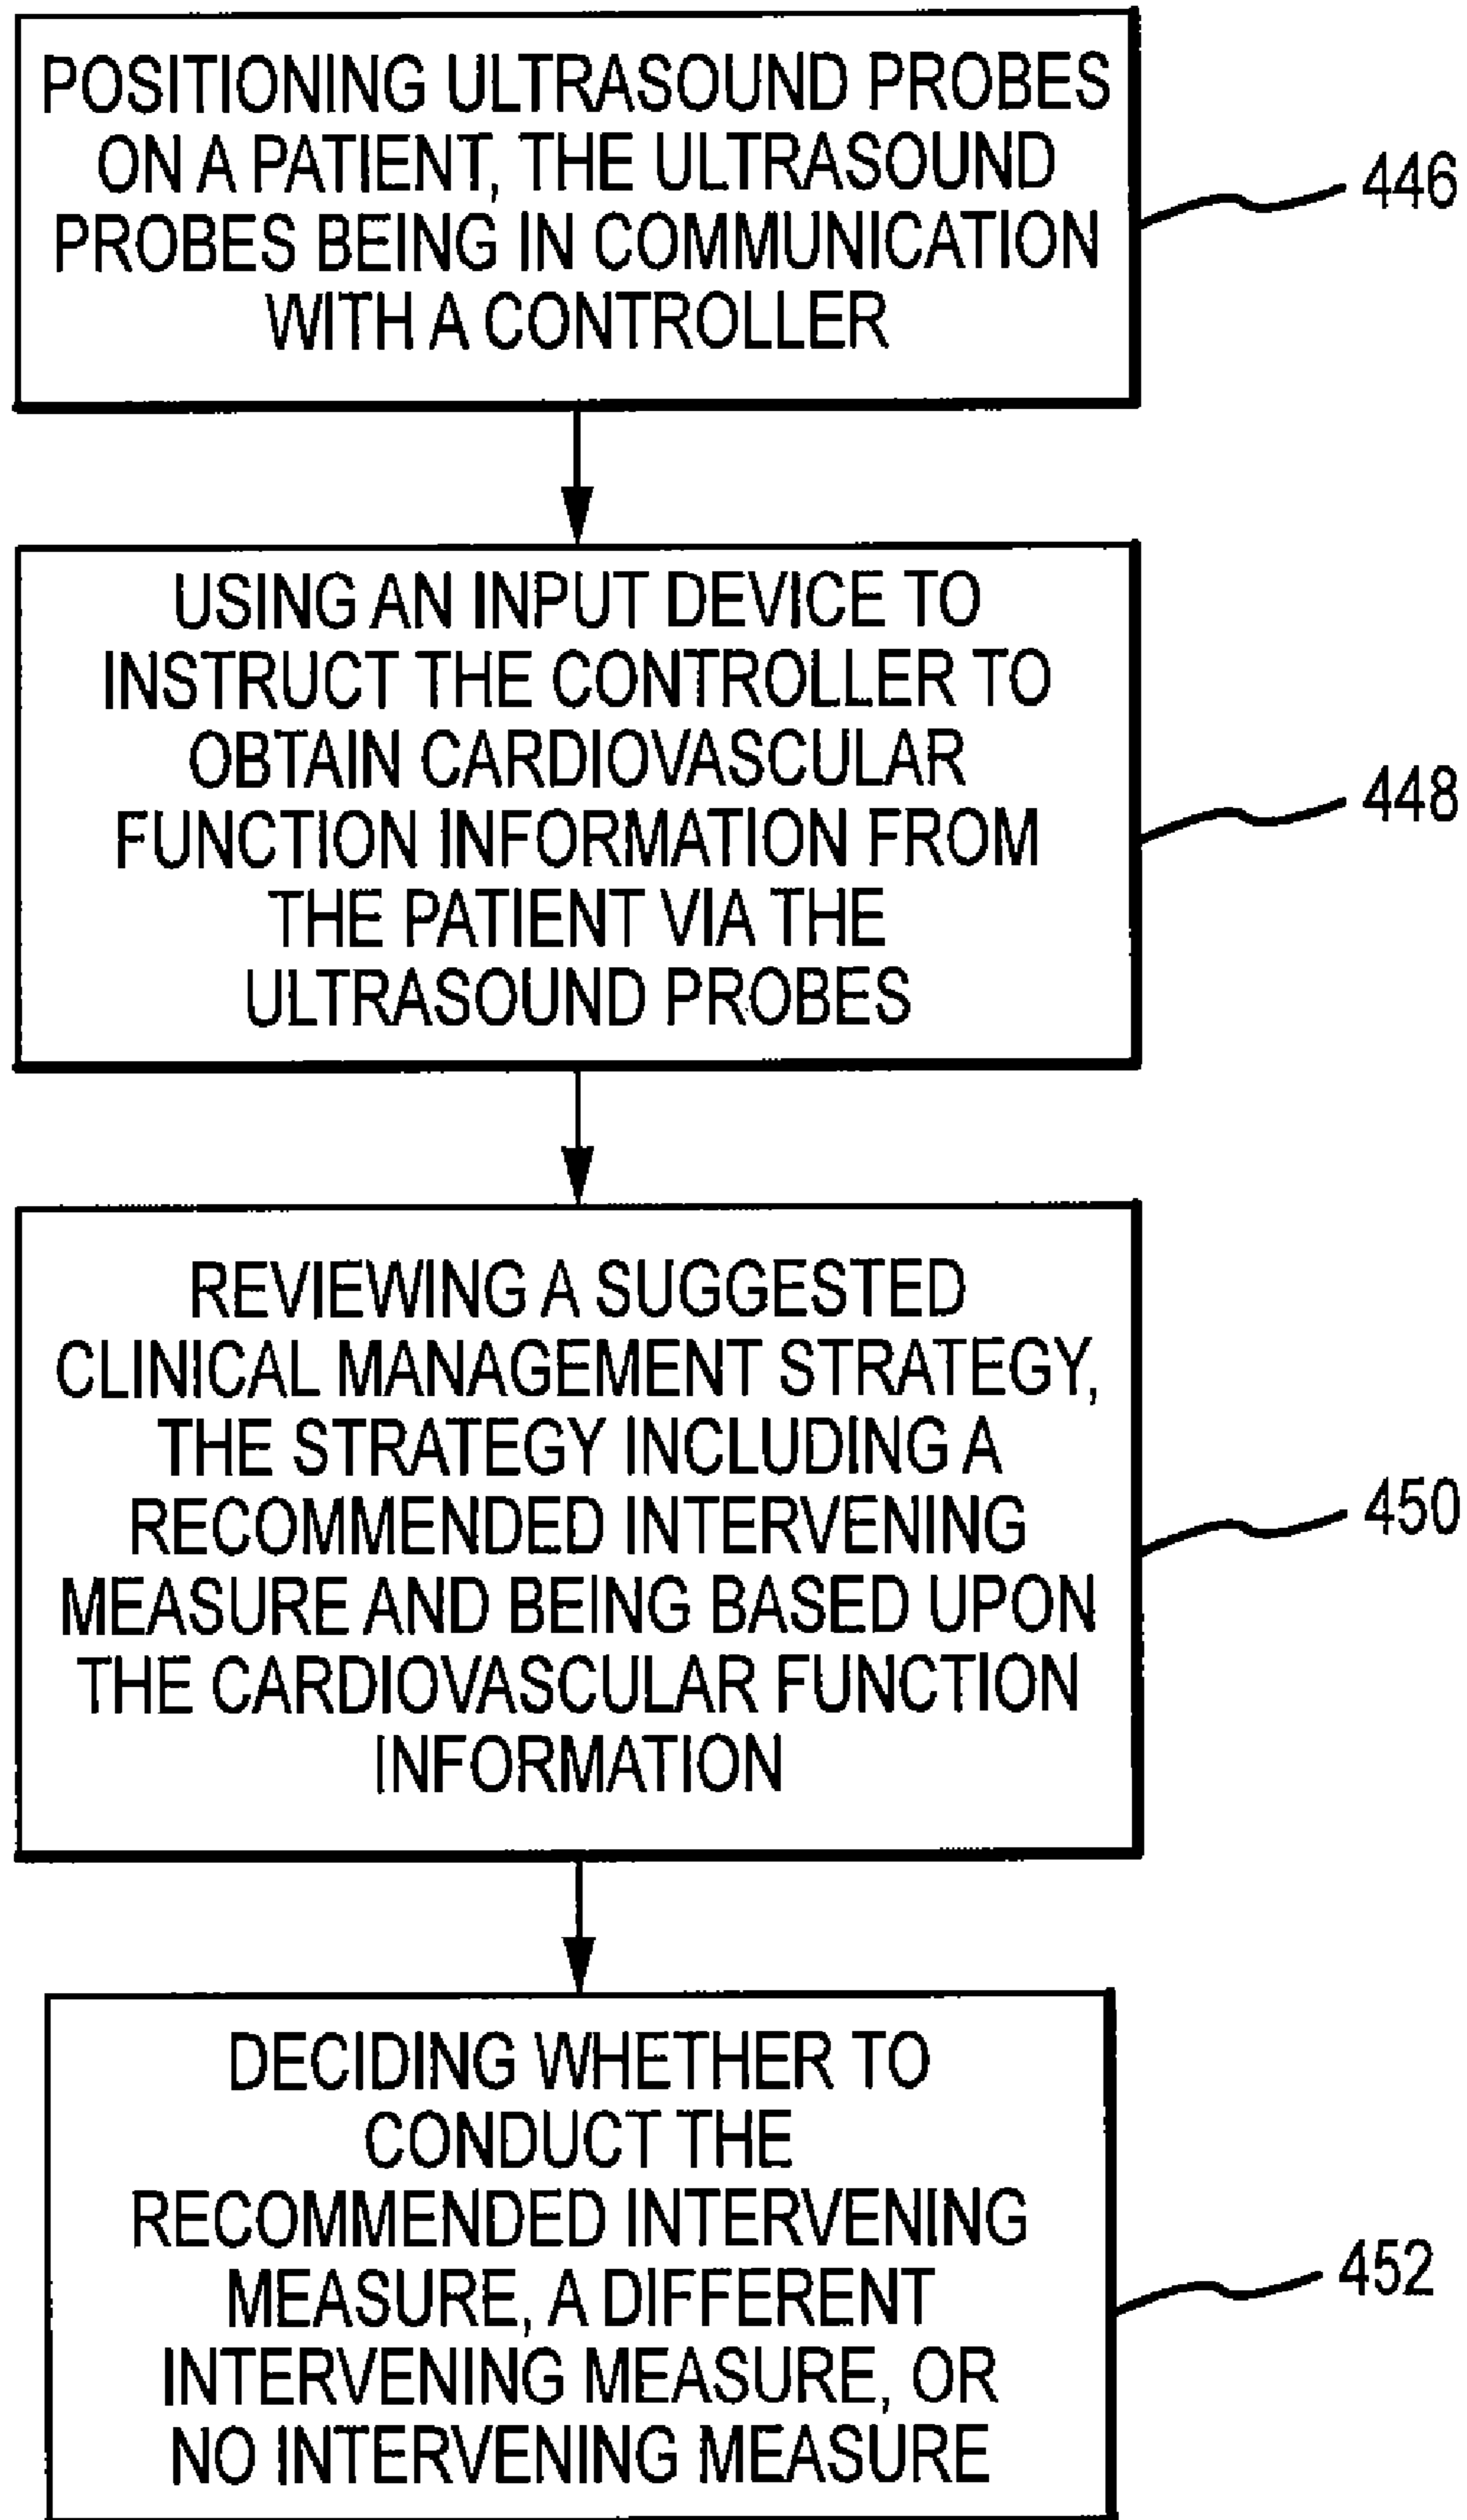 POSITIONING ULTRASOUND PROBES
ON A PATIENT, THE ULTRASOUND
PROBES BEING IN COMMUNICATION
WITH A CONTROLLER
446
USING AN INPUT DEVICE TO
INSTRUCT THE CONTROLLER TO
OBTAIN CARDIOVASCULAR
FUNCTION INFORMATION FROM
THE PATIENT VIA THE
ULTRASOUND PROBES
448
REVIEWING A SUGGESTED
CLINICAL MANAGEMENT STRATEGY,
THE STRATEGY INCLUDING A
RECOMMENDED INTERVENING
MEASURE AND BEING BASED UPON
THE CARDIOVASCULAR FUNCTION
INFORMATION
450
DECIDING WHETHER TO
CONDUCT THE
RECOMMENDED INTERVENING
MEASURE, A DIFFERENT
INTERVENING MEASURE, OR
NO INTERVENING MEASURE
452